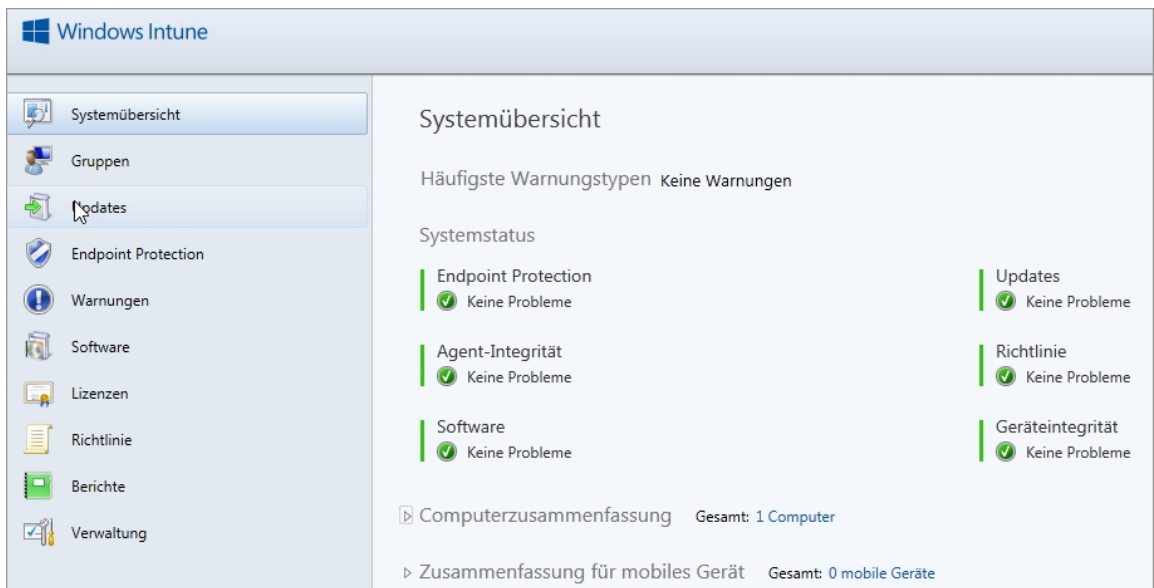 Windows Intune
Systemübersicht
Gruppen
Updates
Endpoint Protection
Warnungen
Software
Lizenzen
Richtlinie
Berichte
Verwaltung
Systemübersicht
Häufigste Warnungstypen Keine Warnungen
Systemstatus
Endpoint Protection
Keine Probleme
Updates
Keine Probleme
Agent-Integrität
Keine Probleme
Richtlinie
Keine Probleme
Software
Keine Probleme
Geräteintegrität
Keine Probleme
Computerzusammenfassung Gesamt: 1 Computer
Zusammenfassung für mobiles Gerät Gesamt: 0 mobile Geräte